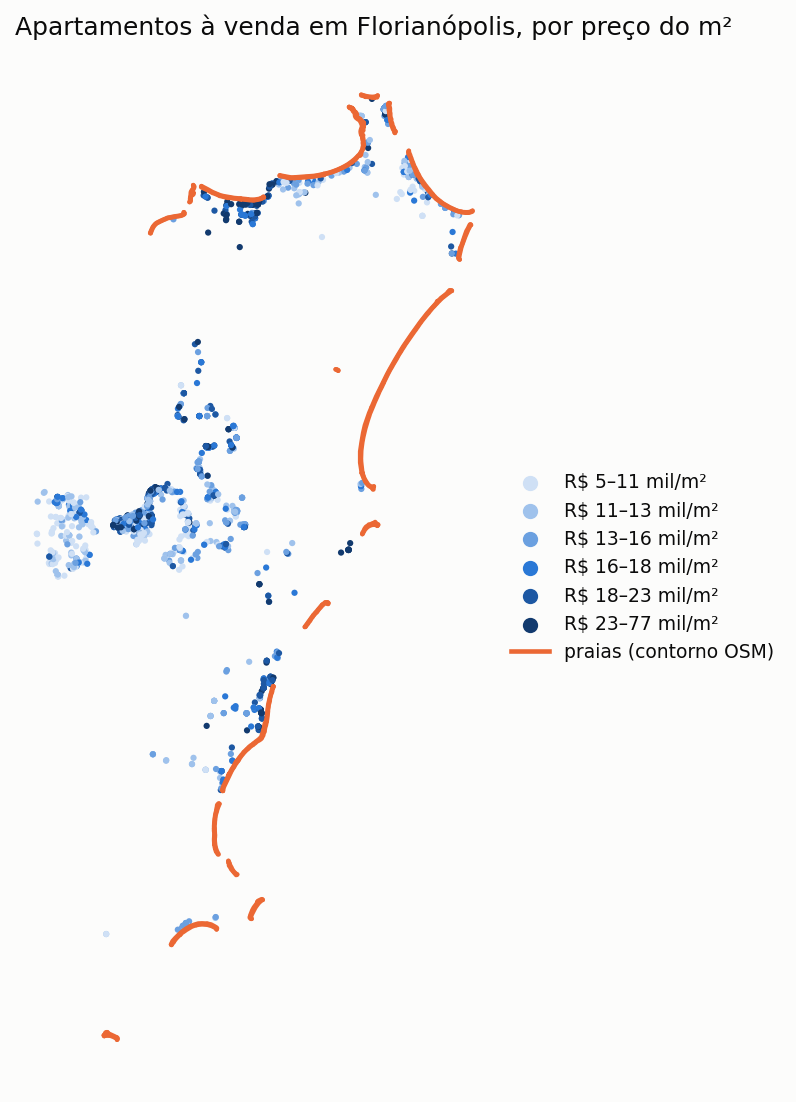 Apartamentos à venda em Florianópolis, por preço do m²
R$ 5–11 mil/m²
R$ 11–13 mil/m²
R$ 13–16 mil/m²
R$ 16–18 mil/m²
R$ 18–23 mil/m²
R$ 23–77 mil/m²
praias (contorno OSM)